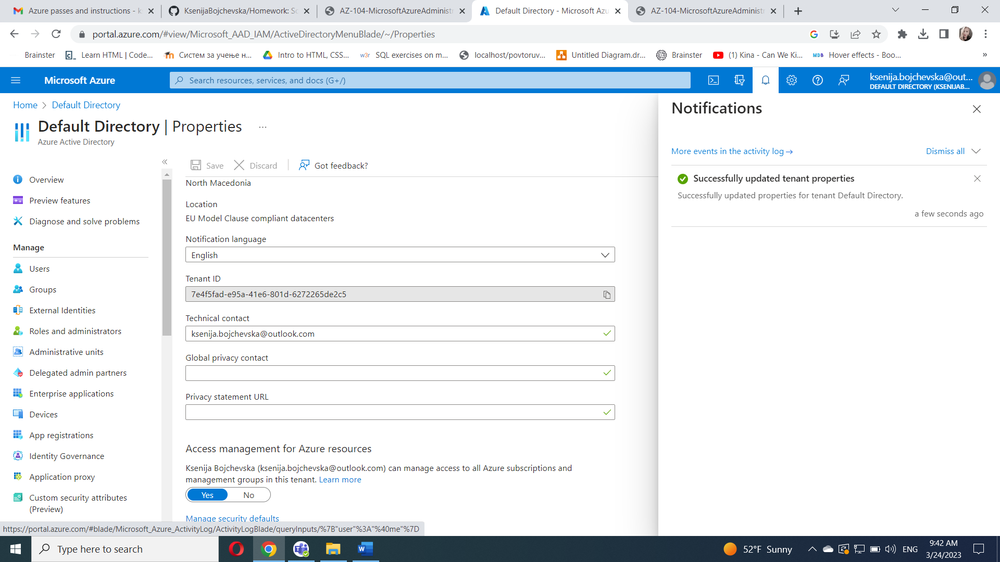 Azure passes and instructions - k
KsenijaBojchevska/Homework: Sc
AZ-104-MicrosoftAzureAdministr
Default Directory - Microsoft Azu
AZ-104-MicrosoftAzureAdministr
portal.azure.com/#view/Microsoft_AAD_IAM/ActiveDirectoryMenuBlade/~/Properties
Brainster
Learn HTML | Code...
Систем за учење н...
Intro to HTML, CSS...
SQL exercises on m...
localhost/povtoruv...
Untitled Diagram.dr...
Brainster
(1) Kina - Can We Ki...
Hover effects - Boo...
»
Microsoft Azure
Search resources, services, and docs (G+/)
ksenija.bojchevska@out...
DEFAULT DIRECTORY (KSENIJAB...
Home > Default Directory
Default Directory | Properties ...
Azure Active Directory
«
Overview
Preview features
Diagnose and solve problems
Manage
Users
Groups
External Identities
Roles and administrators
Administrative units
Delegated admin partners
Enterprise applications
Devices
App registrations
Identity Governance
Application proxy
Custom security attributes
(Preview)
Save
Discard
Got feedback?
North Macedonia
Location
EU Model Clause compliant datacenters
Notification language
English
Tenant ID
7e4f5fad-e95a-41e6-801d-6272265de2c5
Technical contact
ksenija.bojchevska@outlook.com
Global privacy contact
Privacy statement URL
Access management for Azure resources
Ksenija Bojchevska (ksenija.bojchevska@outlook.com) can manage access to all Azure subscriptions and
management groups in this tenant. Learn more
Yes No
Manage security defaults
Notifications
More events in the activity log →
Dismiss all
Successfully updated tenant properties
Successfully updated properties for tenant Default Directory.
a few seconds ago
https://portal.azure.com/#blade/Microsoft_Azure_ActivityLog/ActivityLogBlade/queryInputs/%7B"user"%3A"%40me"%7D
Type here to search
52°F Sunny
ENG
9:42 AM
3/24/2023